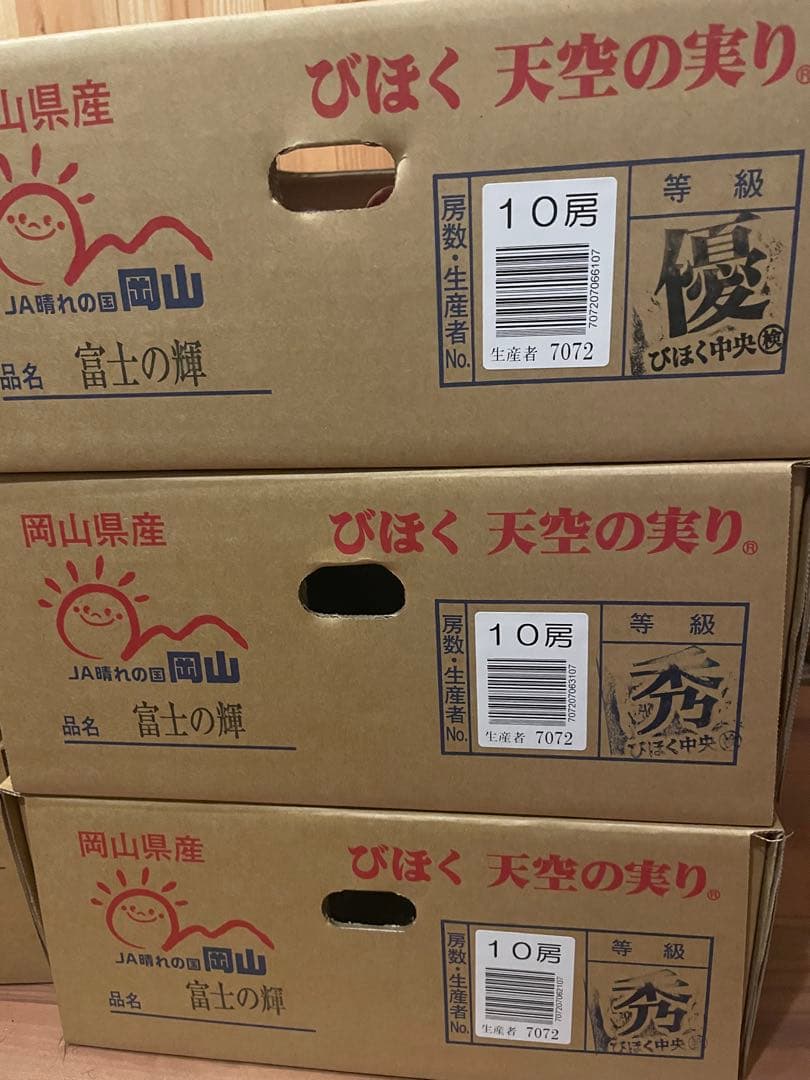 山県産
びほく 天空の実り®
JA晴れの国 岡山
品名 富士の輝
房数・生産者No.
10房
707207066107
生産者 7072
等級
優
びほく中央 検
岡山県産
びほく 天空の実り®
JA晴れの国 岡山
品名 富士の輝
房数・生産者No.
10房
707207063107
生産者 7072
等級
秀
びほく中央 検
岡山県産
びほく 天空の実り®
JA晴れの国 岡山
品名 富士の輝
房数・生産者No.
10房
707207062107
生産者 7072
等級
秀
びほく中央 検